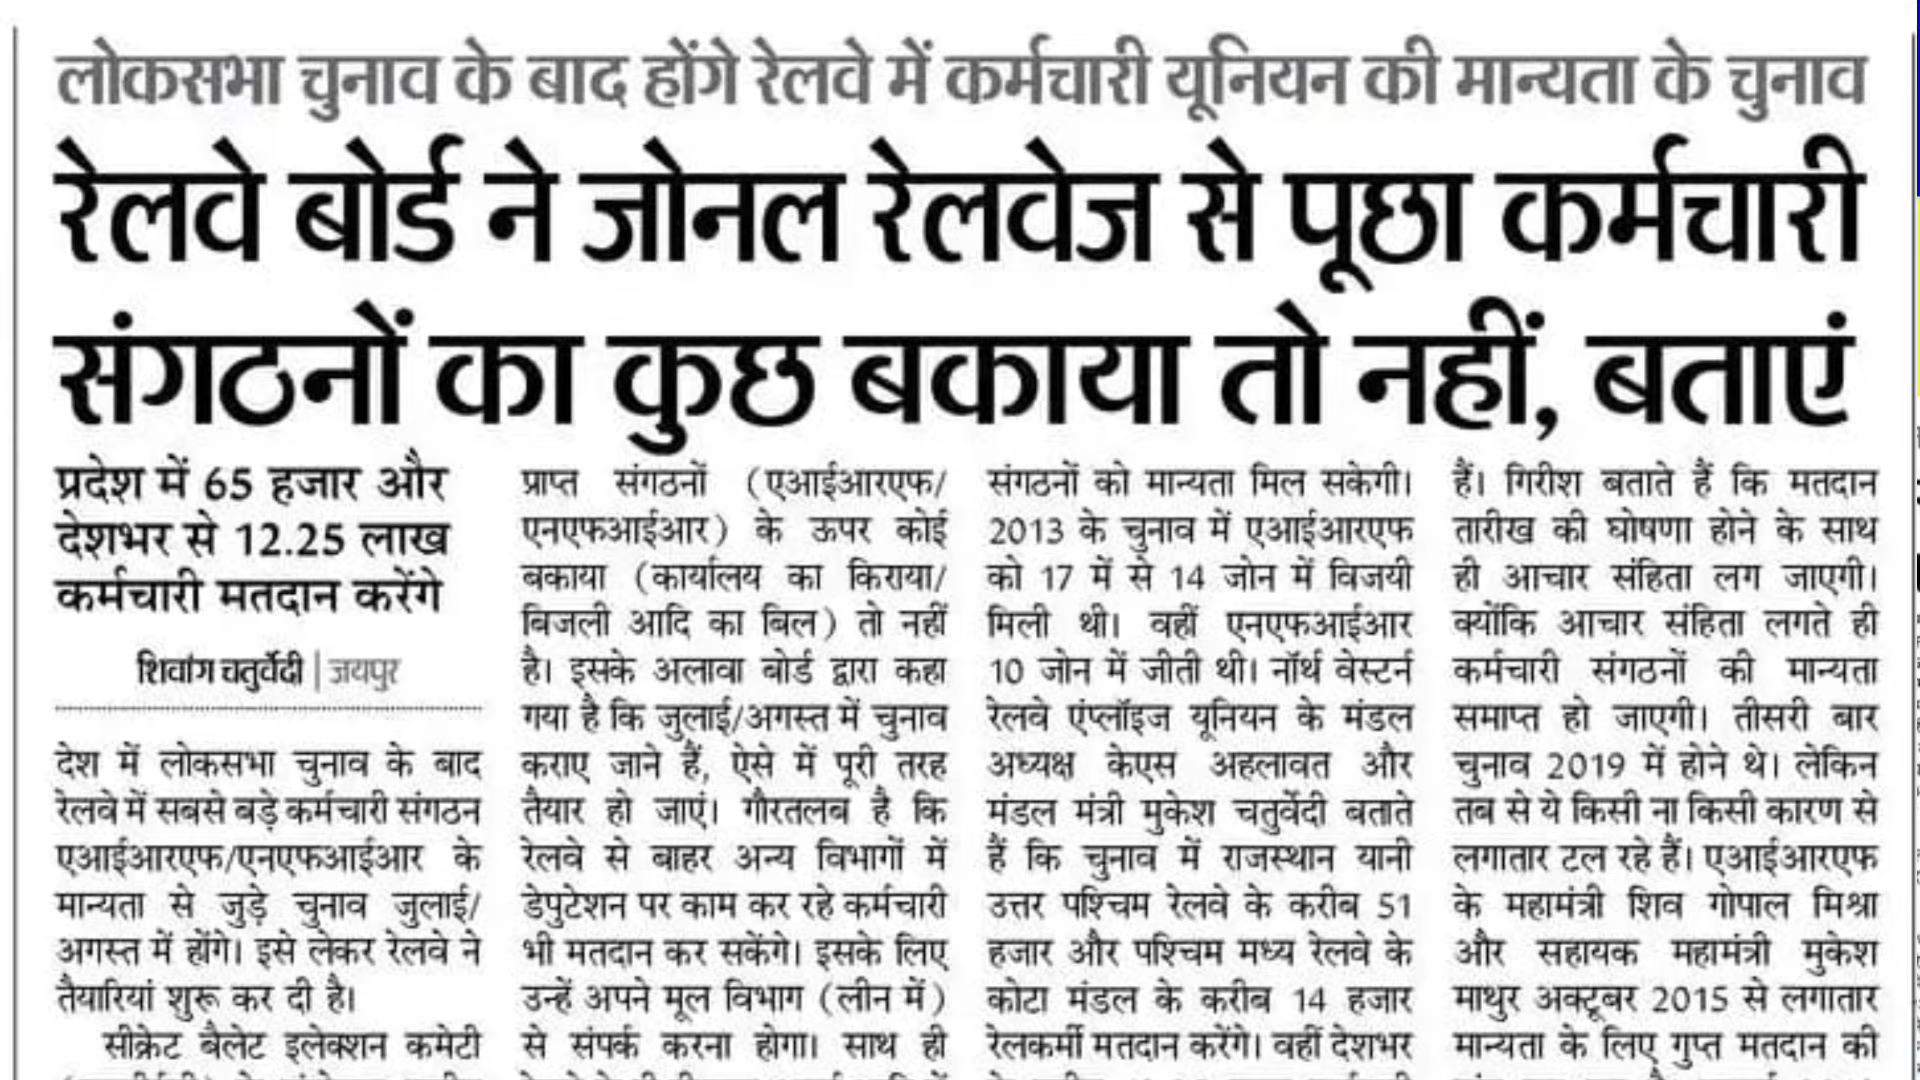 लोकसभा चुनाव के बाद होंगे रेलवे में कर्मचारी यूनियन की मान्यता के चुनाव
रेलवे बोर्ड ने जोनल रेलवेज से पूछा कर्मचारी
संगठनों का कुछ बकाया तो नहीं, बताएं
प्रदेश में 65 हजार और
देशभर से 12.25 लाख
कर्मचारी मतदान करेंगे
शिवांग चतुर्वेदी | जयपुर
देश में लोकसभा चुनाव के बाद
रेलवे में सबसे बड़े कर्मचारी संगठन
एआईआरएफ/एनएफआईआर के
मान्यता से जुड़े चुनाव जुलाई/
अगस्त में होंगे। इसे लेकर रेलवे ने
तैयारियां शुरू कर दी है।
सीक्रेट बैलेट इलेक्शन कमेटी
प्राप्त संगठनों (एआईआरएफ/
एनएफआईआर) के ऊपर कोई
बकाया (कार्यालय का किराया/
बिजली आदि का बिल) तो नहीं
है। इसके अलावा बोर्ड द्वारा कहा
गया है कि जुलाई/अगस्त में चुनाव
कराए जाने हैं, ऐसे में पूरी तरह
तैयार हो जाएं। गौरतलब है कि
रेलवे से बाहर अन्य विभागों में
डेपुटेशन पर काम कर रहे कर्मचारी
भी मतदान कर सकेंगे। इसके लिए
उन्हें अपने मूल विभाग (लीन में)
से संपर्क करना होगा। साथ ही
संगठनों को मान्यता मिल सकेगी।
2013 के चुनाव में एआईआरएफ
को 17 में से 14 जोन में विजयी
मिली थी। वहीं एनएफआईआर
10 जोन में जीती थी। नॉर्थ वेस्टर्न
रेलवे एंप्लॉइज यूनियन के मंडल
अध्यक्ष केएस अहलावत और
मंडल मंत्री मुकेश चतुर्वेदी बताते
हैं कि चुनाव में राजस्थान यानी
उत्तर पश्चिम रेलवे के करीब 51
हजार और पश्चिम मध्य रेलवे के
कोटा मंडल के करीब 14 हजार
रेलकर्मी मतदान करेंगे। वहीं देशभर
हैं। गिरीश बताते हैं कि मतदान
तारीख की घोषणा होने के साथ
ही आचार संहिता लग जाएगी।
क्योंकि आचार संहिता लगते ही
कर्मचारी संगठनों की मान्यता
समाप्त हो जाएगी। तीसरी बार
चुनाव 2019 में होने थे। लेकिन
तब से ये किसी ना किसी कारण से
लगातार टल रहे हैं। एआईआरएफ
के महामंत्री शिव गोपाल मिश्रा
और सहायक महामंत्री मुकेश
माथुर अक्टूबर 2015 से लगातार
मान्यता के लिए गुप्त मतदान की